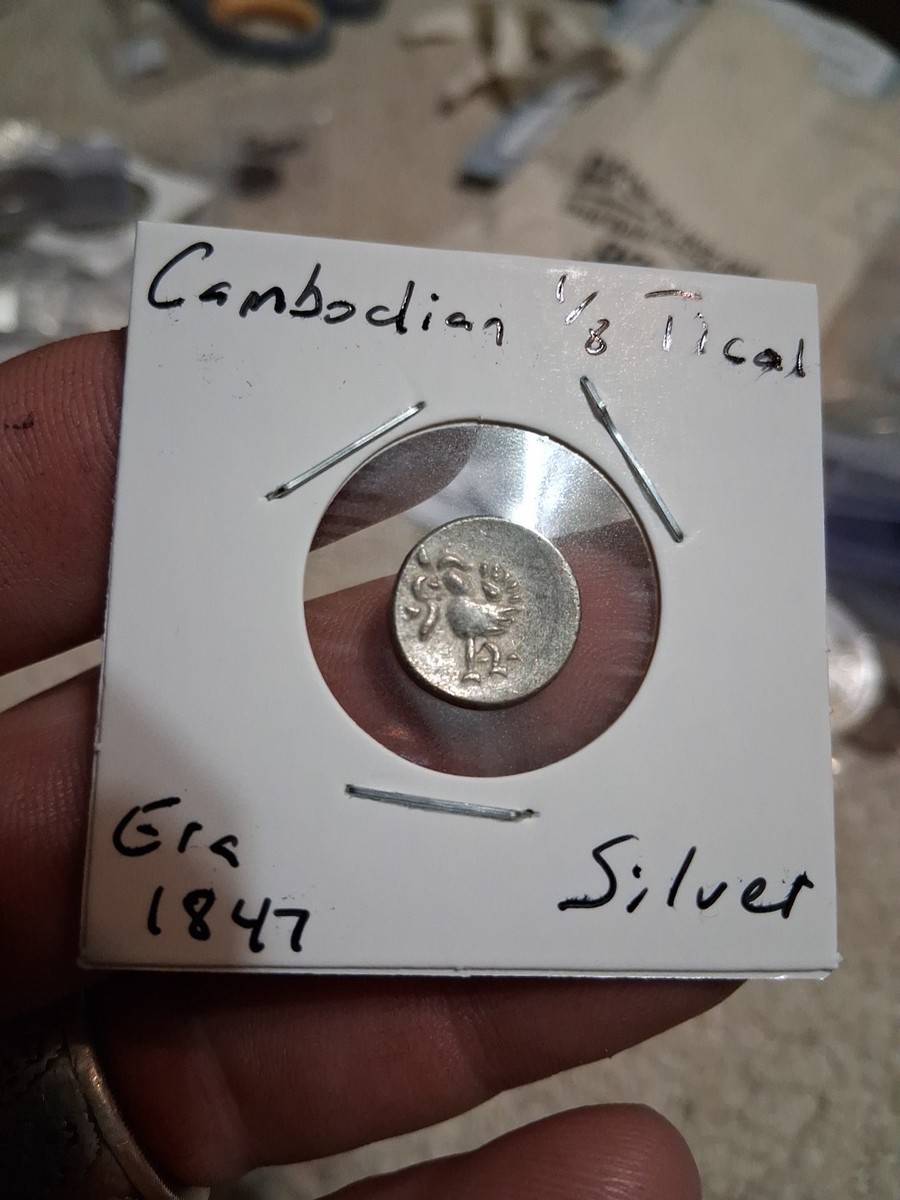 Cambodian 1/8 Tical
Era
1847
Silver